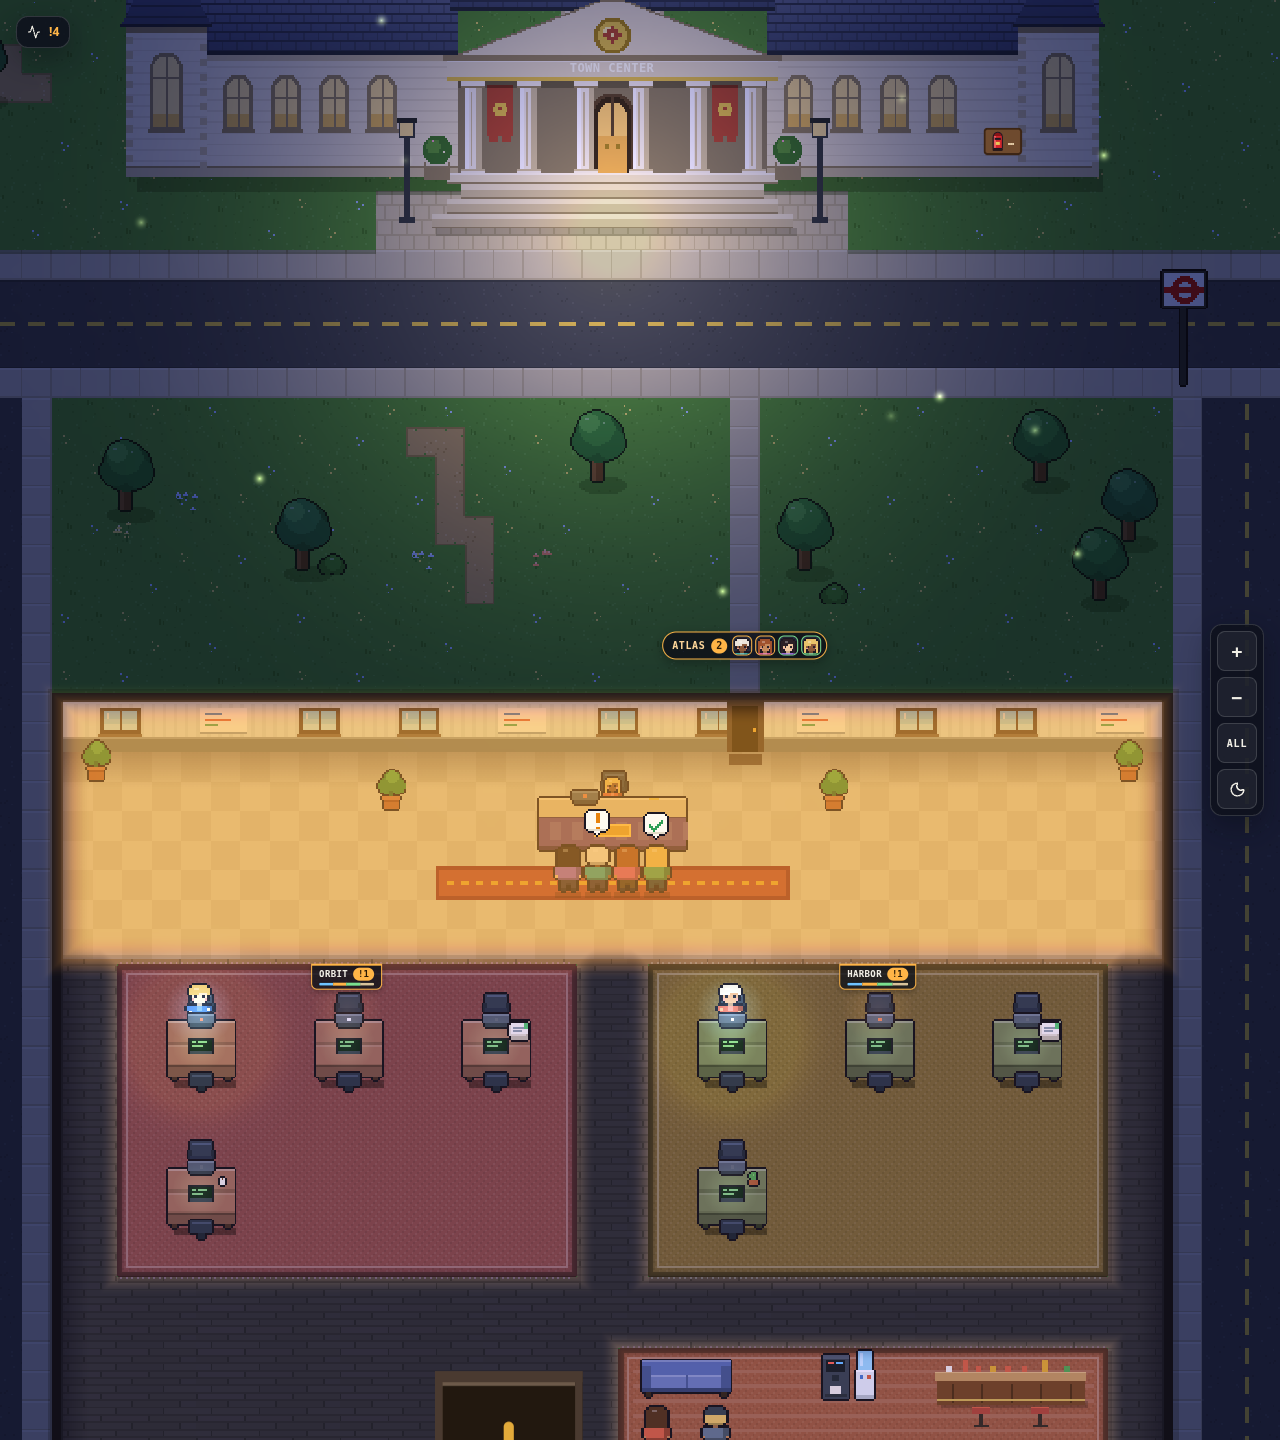 !4
TOWN CENTER
ATLAS 2
+
−
ALL
ORBIT !1
HARBOR !1